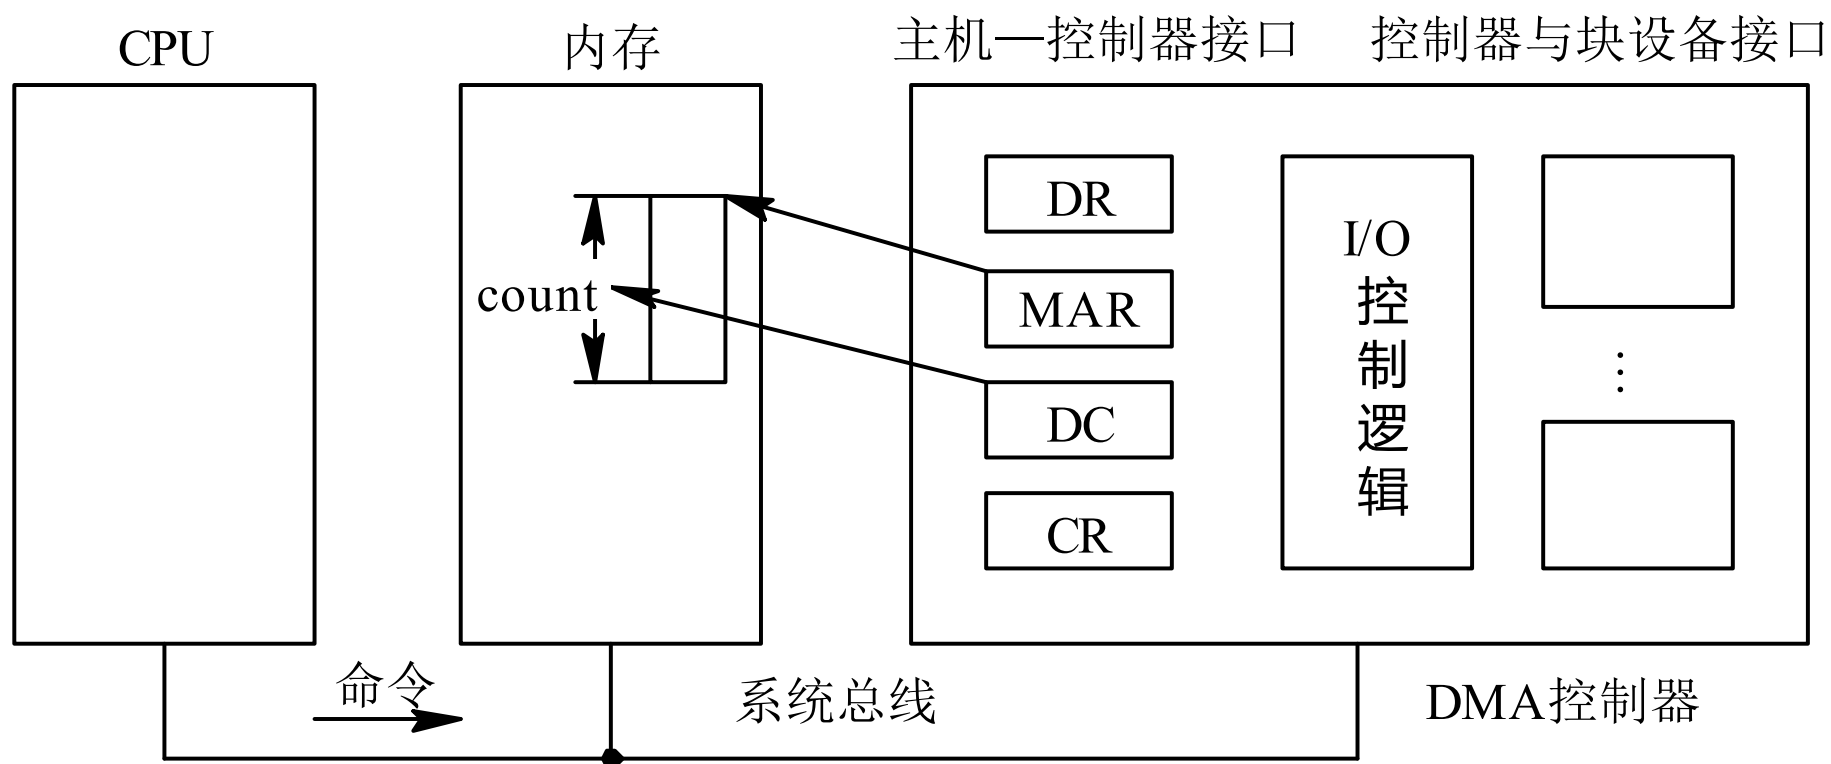 CPU
内存
主机—控制器接口
控制器与块设备接口
count
DR
MAR
DC
CR
I/O
控
制
逻
辑
⋮
命令
系统总线
DMA控制器